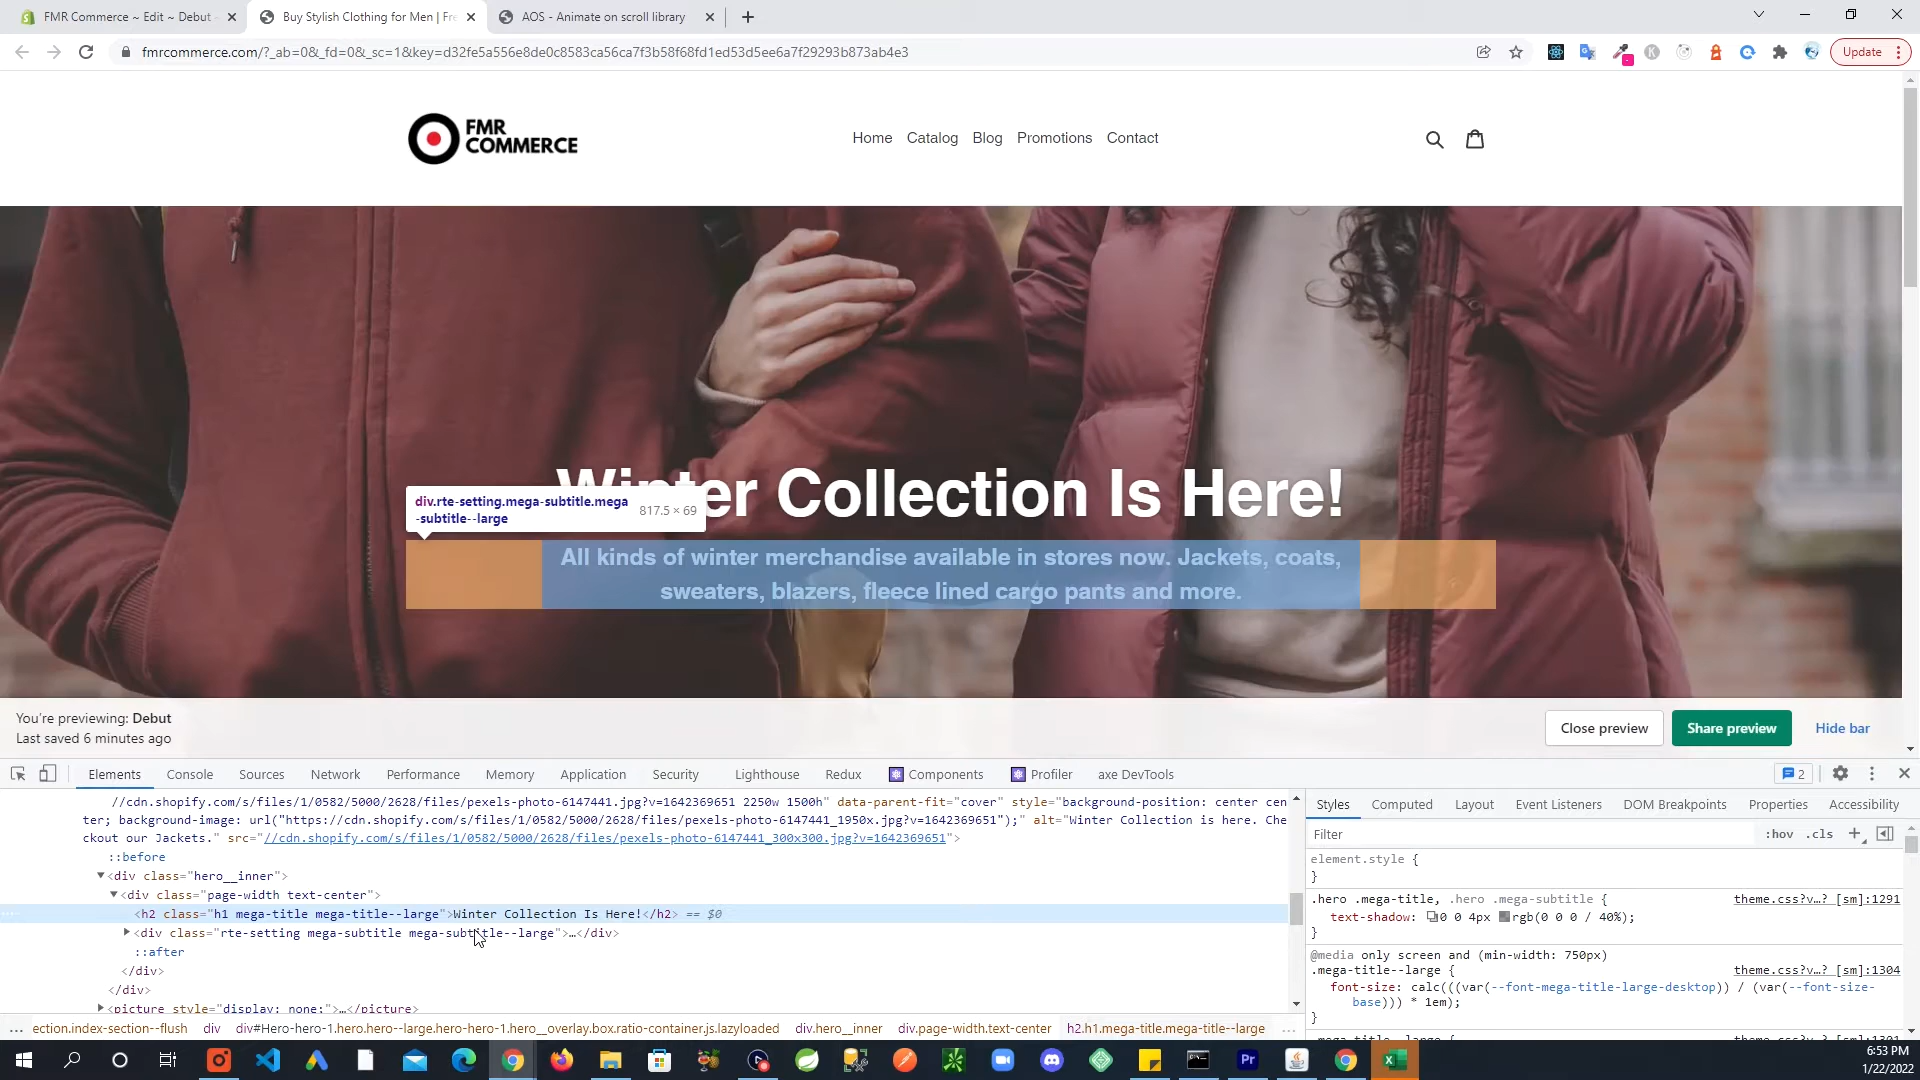 FMR Commerce ~ Edit ~ Debut
Buy Stylish Clothing for Men | Fre
AOS - Animate on scroll library
fmrcommerce.com/?_ab=0&_fd=0&_sc=1&key=d32fe5a556e8de0c8583ca56ca7f3b58f68fd1ed53d5ee6a7f29293b873ab4e3
Update
FMR
COMMERCE
Home Catalog Blog Promotions Contact
Winter Collection Is Here!
div.rte-setting.mega-subtitle.mega
-subtitle--large
817.5 × 69
All kinds of winter merchandise available in stores now. Jackets, coats,
sweaters, blazers, fleece lined cargo pants and more.
You're previewing: Debut
Last saved 6 minutes ago
Close preview Share preview Hide bar
Elements Console Sources Network Performance Memory Application Security Lighthouse Redux Components Profiler axe DevTools 2
//cdn.shopify.com/s/files/1/0582/5000/2628/files/pexels-photo-6147441.jpg?v=1642369651 2250w 1500h" data-parent-fit="cover" style="background-position: center cen
ter; background-image: url("https://cdn.shopify.com/s/files/1/0582/5000/2628/files/pexels-photo-6147441_1950x.jpg?v=1642369651");" alt="Winter Collection is here. Che
ckout our Jackets." src="//cdn.shopify.com/s/files/1/0582/5000/2628/files/pexels-photo-6147441_300x300.jpg?v=1642369651">
::before
<div class="hero__inner">
<div class="page-width text-center">
<h2 class="h1 mega-title mega-title--large">Winter Collection Is Here!</h2> == $0
<div class="rte-setting mega-subtitle mega-subtitle--large">…</div>
::after
</div>
</div>
<picture style="display: none;">…</picture>
... ection.index-section--flush div div#Hero-hero-1.hero.hero--large.hero-hero-1.hero__overlay.box.ratio-container.js.lazyloaded div.hero__inner div.page-width.text-center h2.h1.mega-title.mega-title--large ...
Styles Computed Layout Event Listeners DOM Breakpoints Properties Accessibility
Filter :hov .cls +
element.style {
}
.hero .mega-title, .hero .mega-subtitle { theme.css?v…? [sm]:1291
text-shadow: 0 0 4px rgb(0 0 0 / 40%);
}
@media only screen and (min-width: 750px)
.mega-title--large { theme.css?v…? [sm]:1304
font-size: calc(((var(--font-mega-title-large-desktop)) / (var(--font-size-
base))) * 1em);
}
6:53 PM
1/22/2022